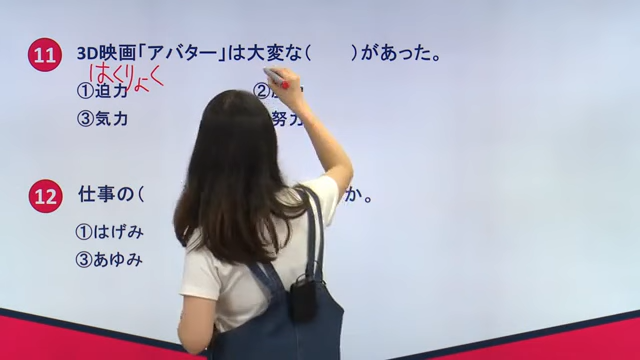 11 3D映画「アバター」は大変な(　　)があった。
はくりょく
①迫力 ②
③気力 努力
12 仕事の( か。
①はげみ
③あゆみ